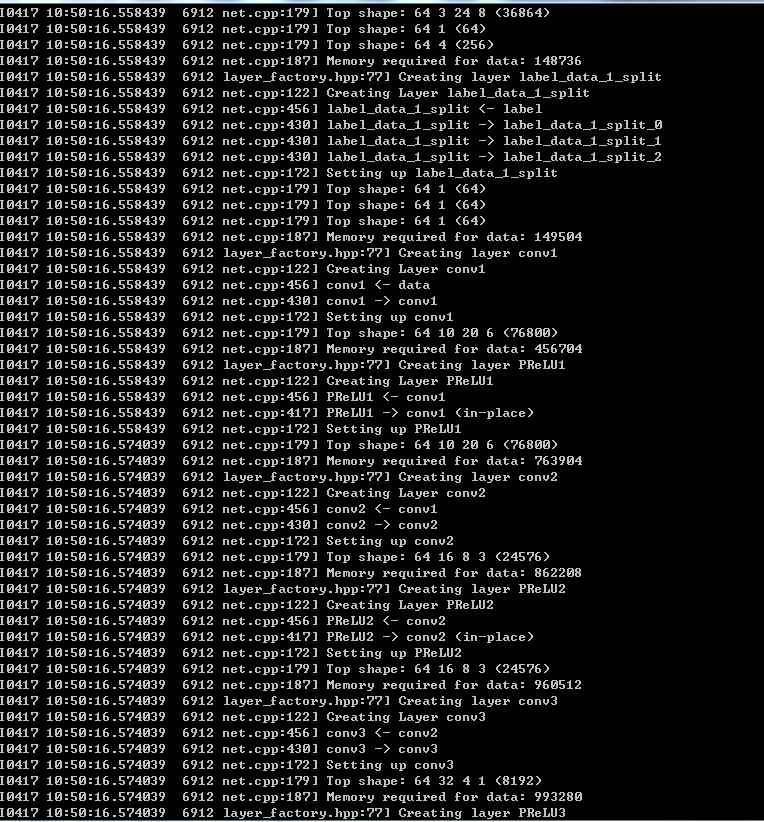 I0417 10:50:16.558439  6912 net.cpp:179] Top shape: 64 3 24 8 (36864)
I0417 10:50:16.558439  6912 net.cpp:179] Top shape: 64 1 (64)
I0417 10:50:16.558439  6912 net.cpp:179] Top shape: 64 4 (256)
I0417 10:50:16.558439  6912 net.cpp:187] Memory required for data: 148736
I0417 10:50:16.558439  6912 layer_factory.hpp:77] Creating layer label_data_1_split
I0417 10:50:16.558439  6912 net.cpp:122] Creating Layer label_data_1_split
I0417 10:50:16.558439  6912 net.cpp:456] label_data_1_split <- label
I0417 10:50:16.558439  6912 net.cpp:430] label_data_1_split -> label_data_1_split_0
I0417 10:50:16.558439  6912 net.cpp:430] label_data_1_split -> label_data_1_split_1
I0417 10:50:16.558439  6912 net.cpp:430] label_data_1_split -> label_data_1_split_2
I0417 10:50:16.558439  6912 net.cpp:172] Setting up label_data_1_split
I0417 10:50:16.558439  6912 net.cpp:179] Top shape: 64 1 (64)
I0417 10:50:16.558439  6912 net.cpp:179] Top shape: 64 1 (64)
I0417 10:50:16.558439  6912 net.cpp:179] Top shape: 64 1 (64)
I0417 10:50:16.558439  6912 net.cpp:187] Memory required for data: 149504
I0417 10:50:16.558439  6912 layer_factory.hpp:77] Creating layer conv1
I0417 10:50:16.558439  6912 net.cpp:122] Creating Layer conv1
I0417 10:50:16.558439  6912 net.cpp:456] conv1 <- data
I0417 10:50:16.558439  6912 net.cpp:430] conv1 -> conv1
I0417 10:50:16.558439  6912 net.cpp:172] Setting up conv1
I0417 10:50:16.558439  6912 net.cpp:179] Top shape: 64 10 20 6 (76800)
I0417 10:50:16.558439  6912 net.cpp:187] Memory required for data: 456704
I0417 10:50:16.558439  6912 layer_factory.hpp:77] Creating layer PReLU1
I0417 10:50:16.558439  6912 net.cpp:122] Creating Layer PReLU1
I0417 10:50:16.558439  6912 net.cpp:456] PReLU1 <- conv1
I0417 10:50:16.558439  6912 net.cpp:417] PReLU1 -> conv1 (in-place)
I0417 10:50:16.558439  6912 net.cpp:172] Setting up PReLU1
I0417 10:50:16.574039  6912 net.cpp:179] Top shape: 64 10 20 6 (76800)
I0417 10:50:16.574039  6912 net.cpp:187] Memory required for data: 763904
I0417 10:50:16.574039  6912 layer_factory.hpp:77] Creating layer conv2
I0417 10:50:16.574039  6912 net.cpp:122] Creating Layer conv2
I0417 10:50:16.574039  6912 net.cpp:456] conv2 <- conv1
I0417 10:50:16.574039  6912 net.cpp:430] conv2 -> conv2
I0417 10:50:16.574039  6912 net.cpp:172] Setting up conv2
I0417 10:50:16.574039  6912 net.cpp:179] Top shape: 64 16 8 3 (24576)
I0417 10:50:16.574039  6912 net.cpp:187] Memory required for data: 862208
I0417 10:50:16.574039  6912 layer_factory.hpp:77] Creating layer PReLU2
I0417 10:50:16.574039  6912 net.cpp:122] Creating Layer PReLU2
I0417 10:50:16.574039  6912 net.cpp:456] PReLU2 <- conv2
I0417 10:50:16.574039  6912 net.cpp:417] PReLU2 -> conv2 (in-place)
I0417 10:50:16.574039  6912 net.cpp:172] Setting up PReLU2
I0417 10:50:16.574039  6912 net.cpp:179] Top shape: 64 16 8 3 (24576)
I0417 10:50:16.574039  6912 net.cpp:187] Memory required for data: 960512
I0417 10:50:16.574039  6912 layer_factory.hpp:77] Creating layer conv3
I0417 10:50:16.574039  6912 net.cpp:122] Creating Layer conv3
I0417 10:50:16.574039  6912 net.cpp:456] conv3 <- conv2
I0417 10:50:16.574039  6912 net.cpp:430] conv3 -> conv3
I0417 10:50:16.574039  6912 net.cpp:172] Setting up conv3
I0417 10:50:16.574039  6912 net.cpp:179] Top shape: 64 32 4 1 (8192)
I0417 10:50:16.574039  6912 net.cpp:187] Memory required for data: 993280
I0417 10:50:16.574039  6912 layer_factory.hpp:77] Creating layer PReLU3